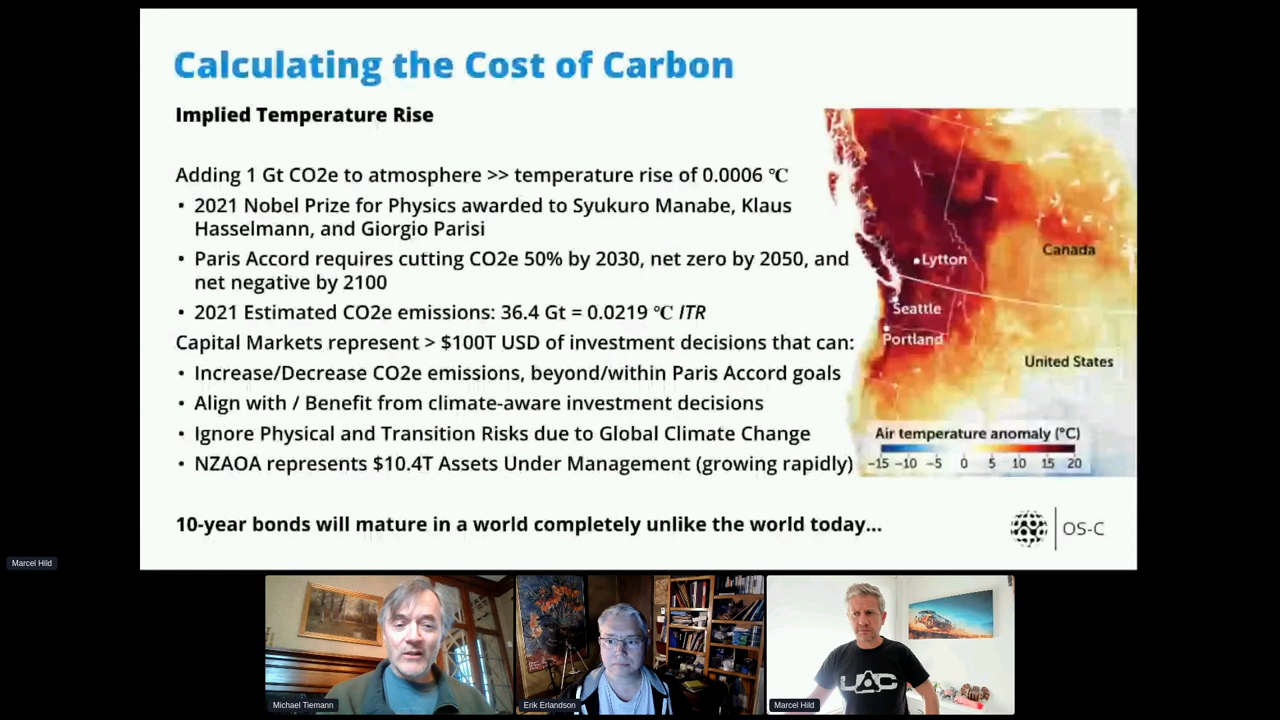 Calculating the Cost of Carbon
Implied Temperature Rise
Adding 1 Gt CO2e to atmosphere >> temperature rise of 0.0006 ℃
• 2021 Nobel Prize for Physics awarded to Syukuro Manabe, Klaus
Hasselmann, and Giorgio Parisi
• Paris Accord requires cutting CO2e 50% by 2030, net zero by 2050, and
net negative by 2100
• 2021 Estimated CO2e emissions: 36.4 Gt = 0.0219 ℃ ITR
Capital Markets represent > $100T USD of investment decisions that can:
• Increase/Decrease CO2e emissions, beyond/within Paris Accord goals
• Align with / Benefit from climate-aware investment decisions
• Ignore Physical and Transition Risks due to Global Climate Change
• NZAOA represents $10.4T Assets Under Management (growing rapidly)
10-year bonds will mature in a world completely unlike the world today...
Canada
Lytton
Seattle
Portland
United States
Air temperature anomaly (°C)
−15 −10 −5 0 5 10 15 20
OS-C
Marcel Hild
Michael Tiemann
Erik Erlandson
Marcel Hild
UAC